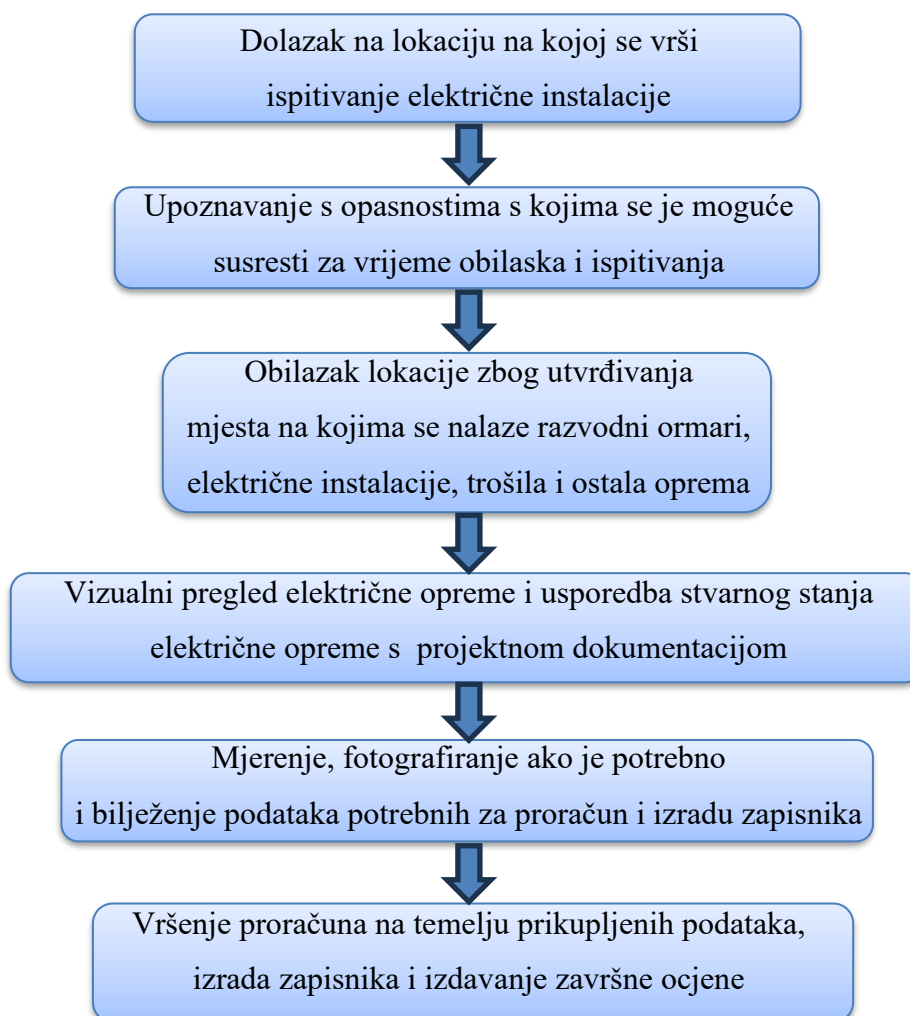 Dolazak na lokaciju na kojoj se vrši
ispitivanje električne instalacije
Upoznavanje s opasnostima s kojima se je moguće
susresti za vrijeme obilaska i ispitivanja
Obilazak lokacije zbog utvrđivanja
mjesta na kojima se nalaze razvodni ormari,
električne instalacije, trošila i ostala oprema
Vizualni pregled električne opreme i usporedba stvarnog stanja
električne opreme s  projektnom dokumentacijom
Mjerenje, fotografiranje ako je potrebno
i bilježenje podataka potrebnih za proračun i izradu zapisnika
Vršenje proračuna na temelju prikupljenih podataka,
izrada zapisnika i izdavanje završne ocjene